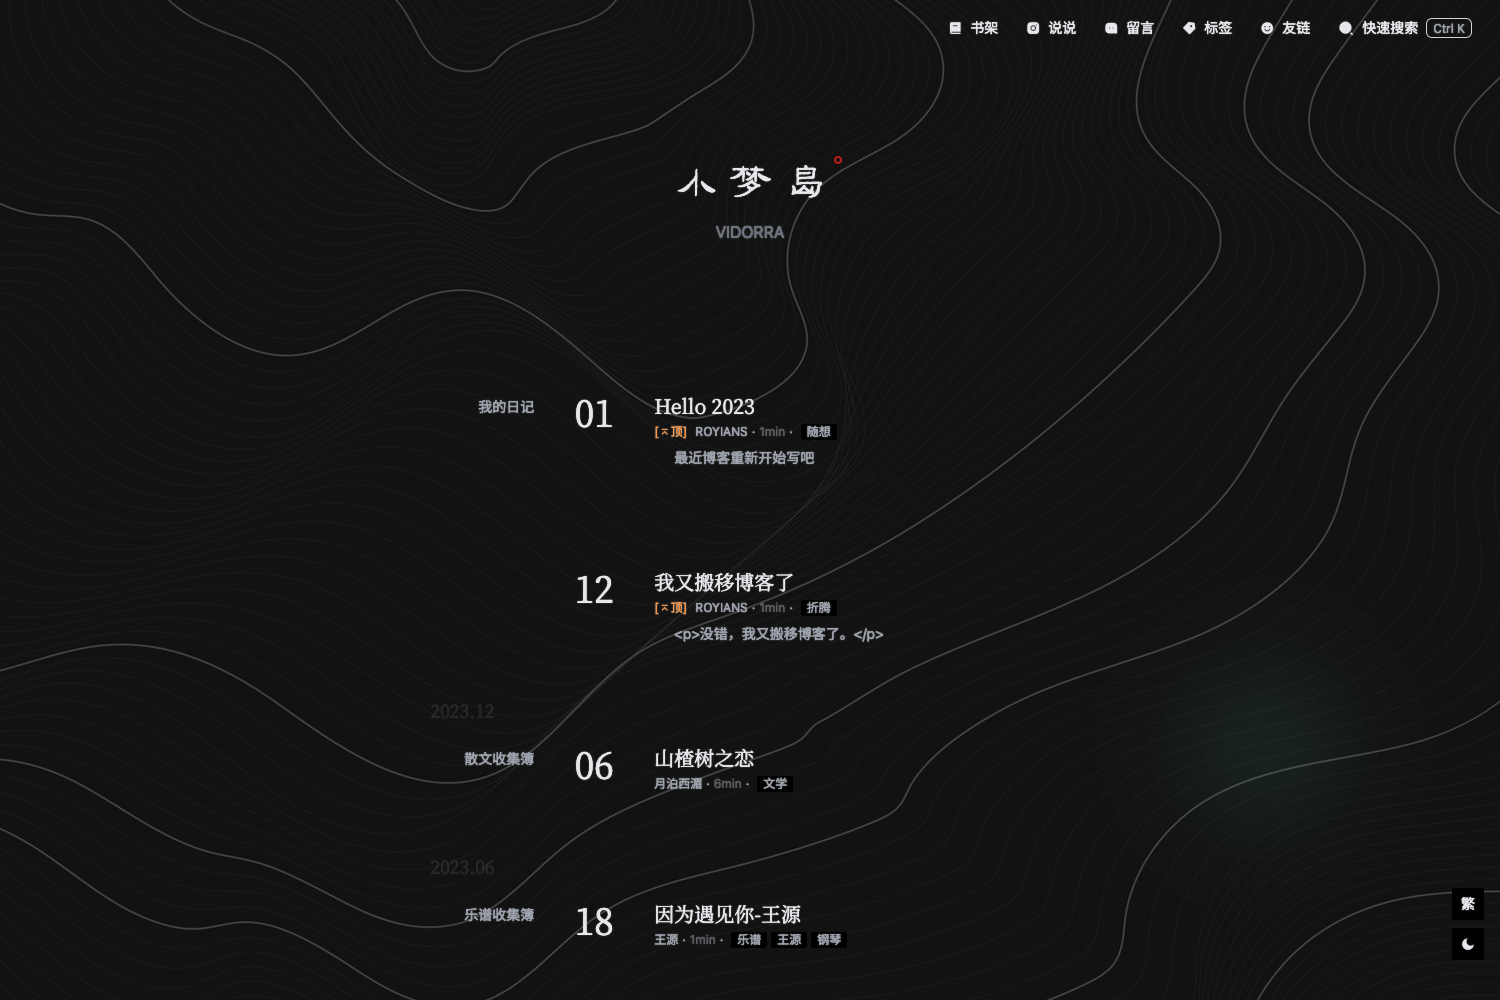 书架 说说 留言 标签 友链 快速搜索 Ctrl K
小梦岛
VIDORRA
我的日记 01 Hello 2023
[顶] ROYIANS · 1min · 随想
最近博客重新开始写吧
12 我又搬移博客了
[顶] ROYIANS · 1min · 折腾
<p>没错，我又搬移博客了。</p>
2023.12
散文收集簿 06 山楂树之恋
月泊西湄 · 6min · 文学
2023.06
乐谱收集簿 18 因为遇见你-王源
王源 · 1min · 乐谱 王源 钢琴
繁